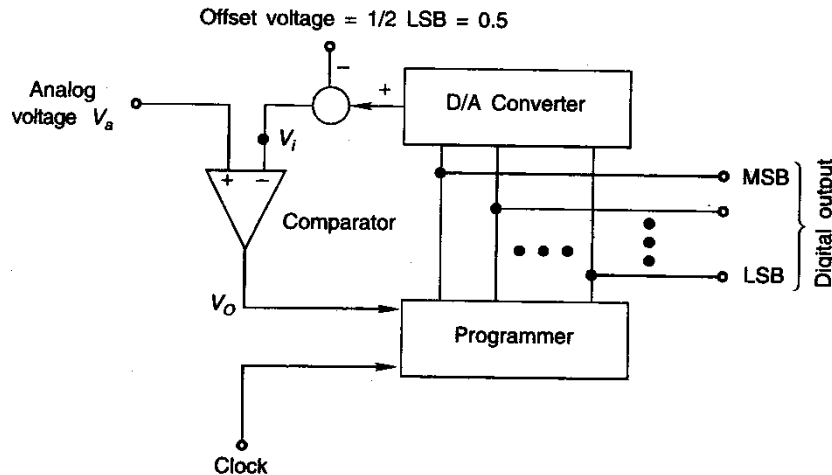 Offset voltage = 1/2 LSB = 0.5
−
+
D/A Converter
Analog
voltage Va
Vi
+ −
MSB
Comparator
LSB
Digital output
VO
Programmer
Clock